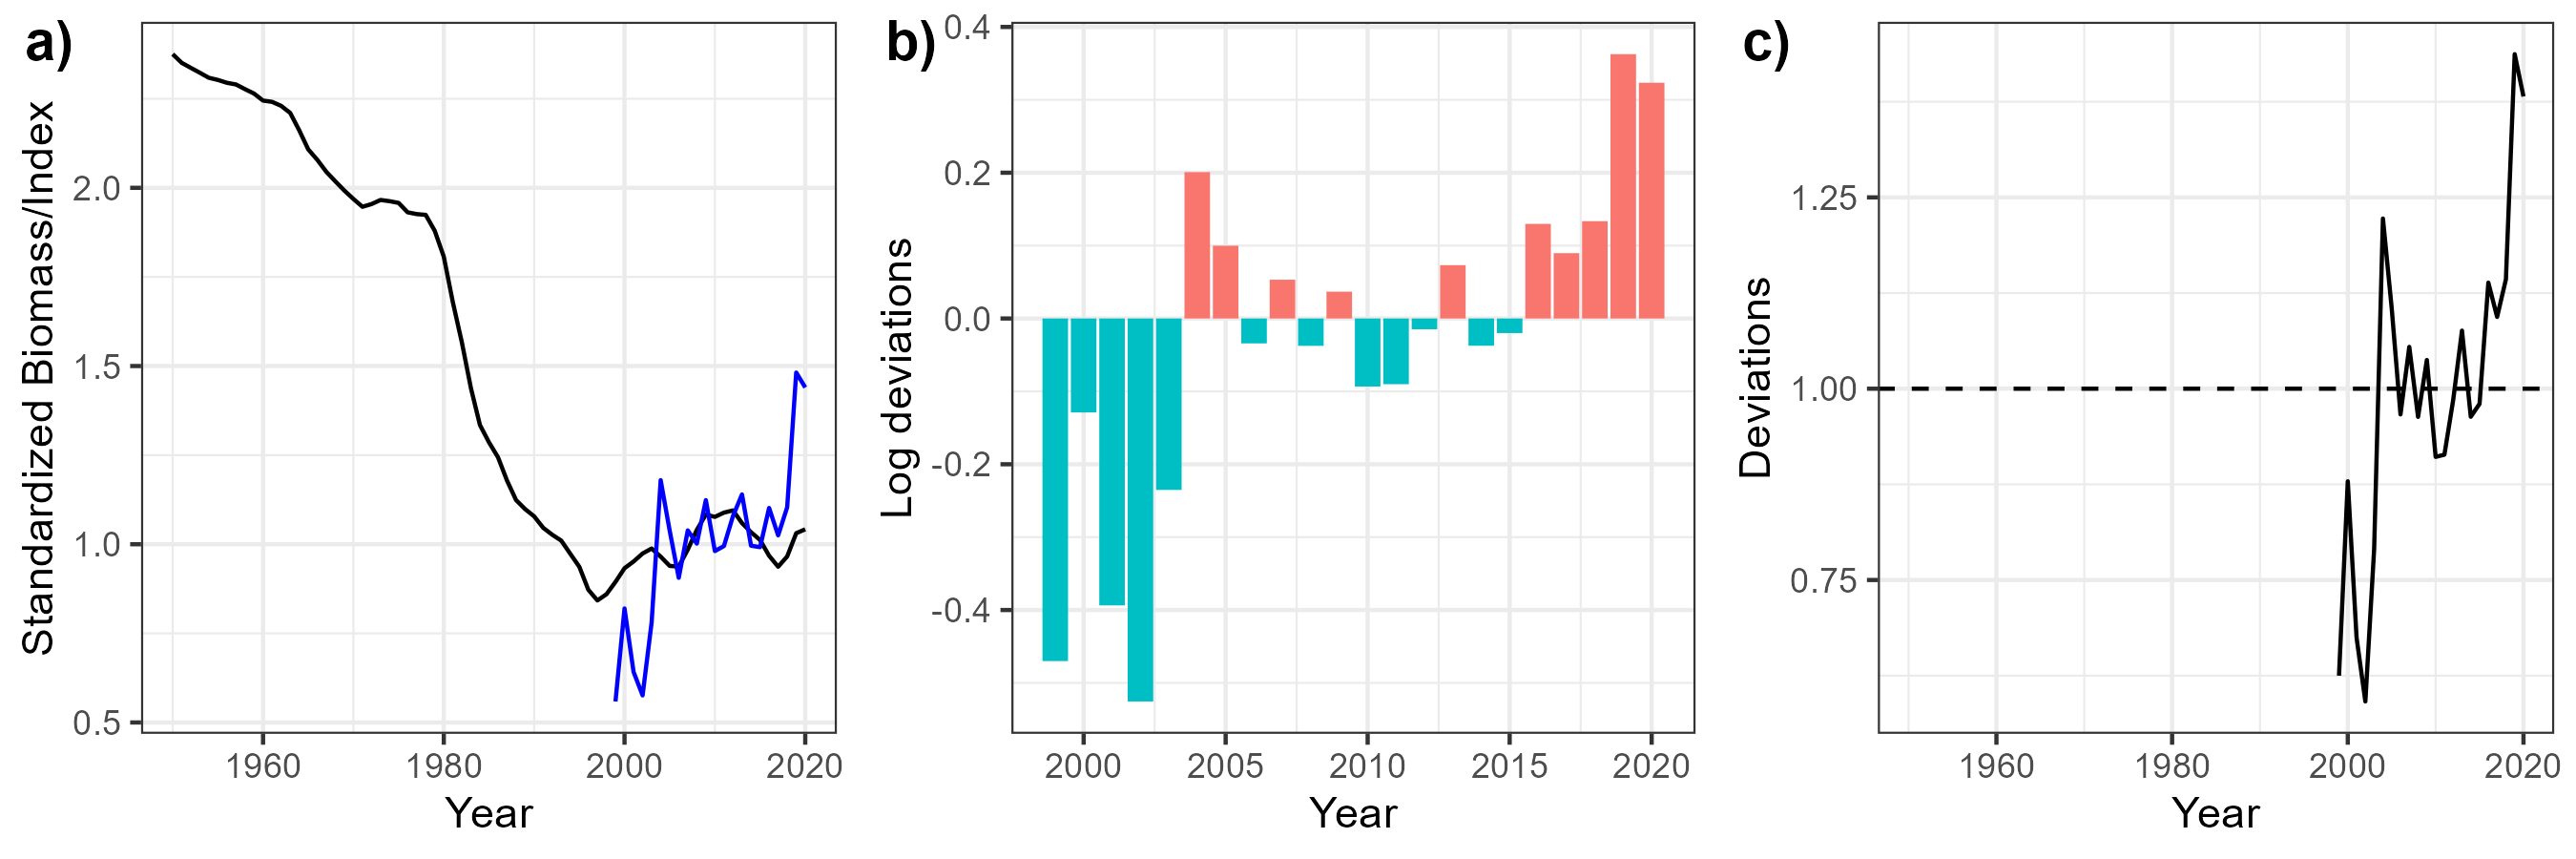 a)
Standardized Biomass/Index
2.0
1.5
1.0
0.5
1960 1980 2000 2020
Year
b)
Log deviations
0.4
0.2
0.0
-0.2
-0.4
2000 2005 2010 2015 2020
Year
c)
Deviations
1.25
1.00
0.75
1960 1980 2000 2020
Year